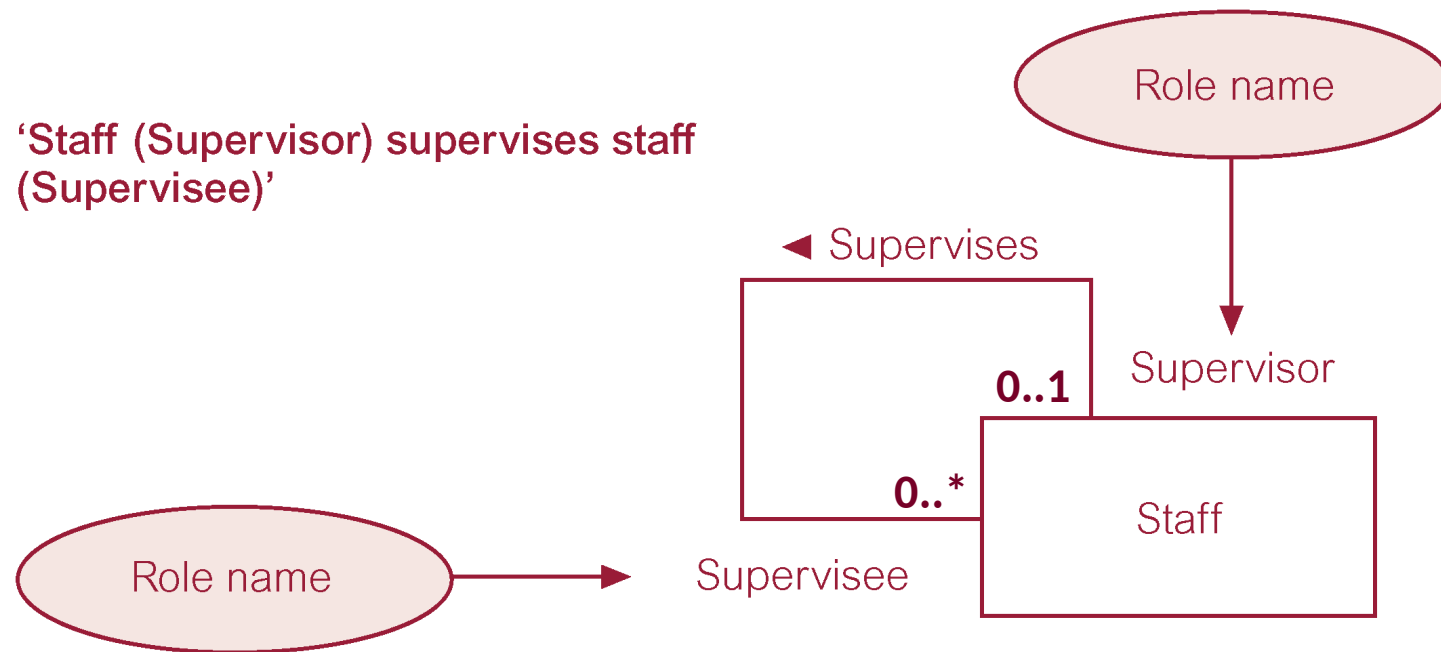 Role name
‘Staff (Supervisor) supervises staff
(Supervisee)’
◄ Supervises
Supervisor
0..1
0..*
Staff
Role name
Supervisee